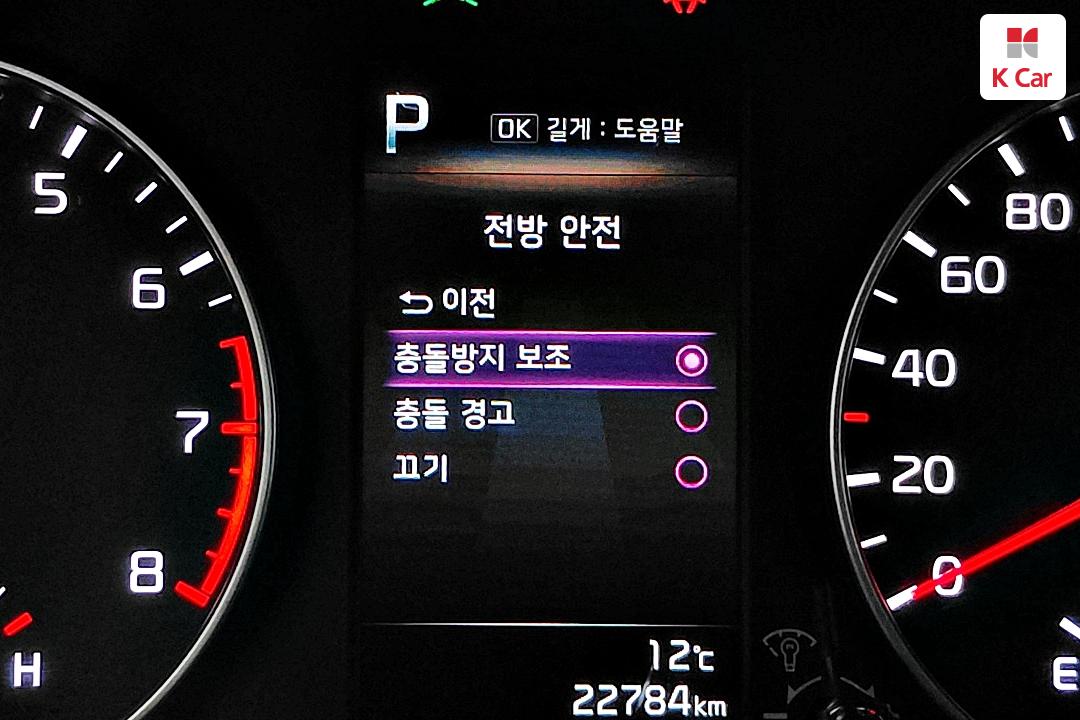 K Car
P
OK 길게 : 도움말
전방 안전
이전
충돌방지 보조
충돌 경고
끄기
12℃
22784km
5
6
7
8
H
80
60
40
20
0
E